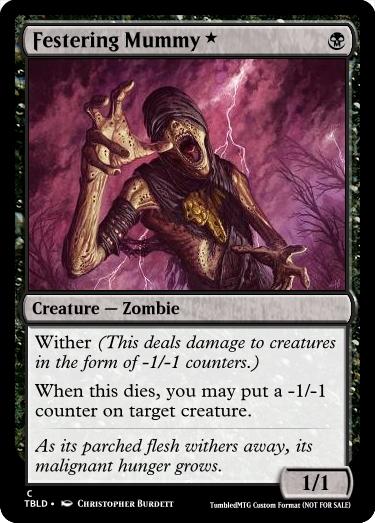 Festering Mummy ★
Creature — Zombie
Wither (This deals damage to creatures
in the form of -1/-1 counters.)
When this dies, you may put a -1/-1
counter on target creature.
As its parched flesh withers away, its
malignant hunger grows.
1/1
C
TBLD • Christopher Burdett
TumbledMTG Custom Format (NOT FOR SALE)